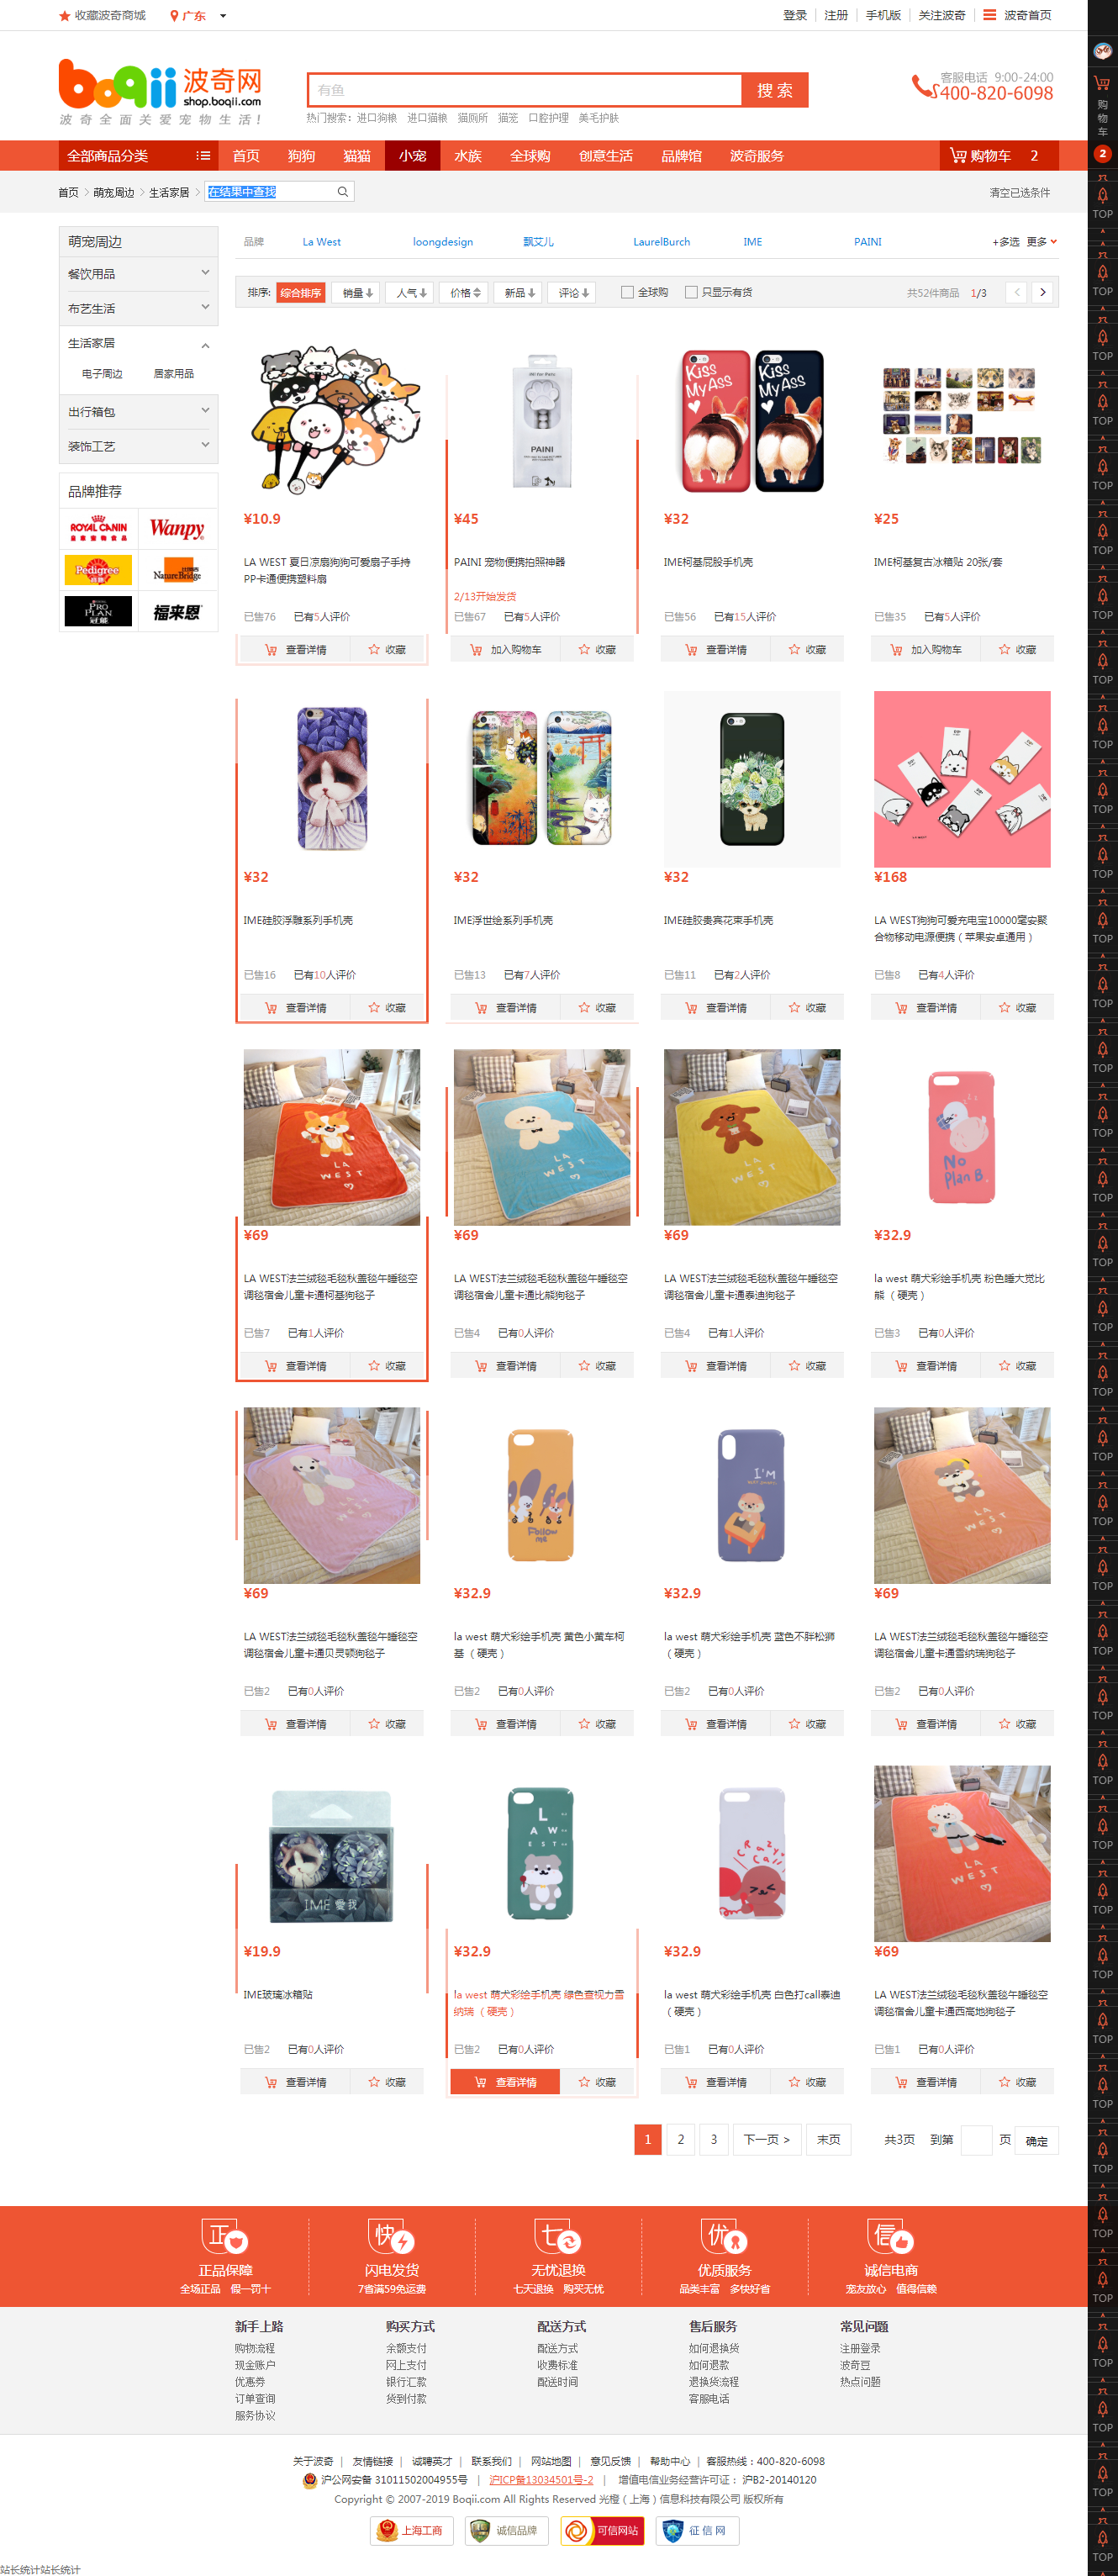 收藏波奇商城 广东
登录 注册 手机版 关注波奇 波奇首页
boqii 波奇网
shop.boqii.com
波奇全面关爱宠物生活！
有鱼
搜 索
热门搜索：进口狗粮 进口猫粮 猫厕所 猫笼 口腔护理 美毛护肤
客服电话 9:00-24:00
400-820-6098
全部商品分类 首页 狗狗 猫猫 小宠 水族 全球购 创意生活 品牌馆 波奇服务 购物车 2
首页 萌宠周边 生活家居 在结果中查找 清空已选条件
萌宠周边
餐饮用品
布艺生活
生活家居
电子周边 居家用品
出行箱包
装饰工艺
品牌推荐
ROYAL CANIN
Wanpy
Pedigree
NatureBridge
PRO PLAN 冠能
福来恩
品牌 La West loongdesign 飘艾儿 LaurelBurch IME PAINI +多选 更多
排序: 综合排序 销量 人气 价格 新品 评论 全球购 只显示有货 共52件商品 1/3
PAINI
Kiss My Ass
Kiss My Ass
¥10.9 ¥45 ¥32 ¥25
LA WEST 夏日凉扇狗狗可爱扇子手持PP卡通便携塑料扇
PAINI 宠物便携拍照神器
2/13开始发货
IME柯基屁股手机壳
IME柯基复古冰箱贴 20张/套
已售76 已有5人评价 已售67 已有5人评价 已售56 已有15人评价 已售35 已有5人评价
查看详情 收藏 加入购物车 收藏 查看详情 收藏 加入购物车 收藏
¥32 ¥32 ¥32 ¥168
IME硅胶浮雕系列手机壳
IME浮世绘系列手机壳
IME硅胶贵宾花束手机壳
LA WEST狗狗可爱充电宝10000毫安聚合物移动电源便携（苹果安卓通用）
已售16 已有10人评价 已售13 已有7人评价 已售11 已有2人评价 已售8 已有4人评价
查看详情 收藏 查看详情 收藏 查看详情 收藏 查看详情 收藏
LA WEST
LA WEST
LA WEST
No Plan B
¥69 ¥69 ¥69 ¥32.9
LA WEST法兰绒毯毛毯秋盖毯午睡毯空调毯宿舍儿童卡通柯基狗毯子
LA WEST法兰绒毯毛毯秋盖毯午睡毯空调毯宿舍儿童卡通比熊狗毯子
LA WEST法兰绒毯毛毯秋盖毯午睡毯空调毯宿舍儿童卡通泰迪狗毯子
la west 萌犬彩绘手机壳 粉色睡大觉比熊 （硬壳）
已售7 已有1人评价 已售4 已有0人评价 已售4 已有1人评价 已售3 已有0人评价
查看详情 收藏 查看详情 收藏 查看详情 收藏 查看详情 收藏
LA WEST
Follow me
I'M
LA WEST
¥69 ¥32.9 ¥32.9 ¥69
LA WEST法兰绒毯毛毯秋盖毯午睡毯空调毯宿舍儿童卡通贝灵顿狗毯子
la west 萌犬彩绘手机壳 黄色小黄车柯基 （硬壳）
la west 萌犬彩绘手机壳 蓝色不胖松狮（硬壳）
LA WEST法兰绒毯毛毯秋盖毯午睡毯空调毯宿舍儿童卡通雪纳瑞狗毯子
已售2 已有0人评价 已售2 已有0人评价 已售2 已有0人评价 已售2 已有0人评价
查看详情 收藏 查看详情 收藏 查看详情 收藏 查看详情 收藏
IME 爱我
LAWEST
Crazy Call
LA WEST
¥19.9 ¥32.9 ¥32.9 ¥69
IME玻璃冰箱贴
la west 萌犬彩绘手机壳 绿色查视力雪纳瑞 （硬壳）
la west 萌犬彩绘手机壳 白色打call泰迪（硬壳）
LA WEST法兰绒毯毛毯秋盖毯午睡毯空调毯宿舍儿童卡通西高地狗毯子
已售2 已有0人评价 已售2 已有0人评价 已售1 已有0人评价 已售1 已有0人评价
查看详情 收藏 查看详情 收藏 查看详情 收藏 查看详情 收藏
1 2 3 下一页 > 末页 共3页 到第 页 确定
正 快 七 优 信
正品保障 闪电发货 无忧退换 优质服务 诚信电商
全场正品 假一罚十 7省满59免运费 七天退换 购买无忧 品类丰富 多快好省 宠友放心 值得信赖
新手上路 购买方式 配送方式 售后服务 常见问题
购物流程 余额支付 配送方式 如何退换货 注册登录
现金账户 网上支付 收费标准 如何退款 波奇豆
优惠券 银行汇款 配送时间 退换货流程 热点问题
订单查询 货到付款 客服电话
服务协议
关于波奇 | 友情链接 | 诚聘英才 | 联系我们 | 网站地图 | 意见反馈 | 帮助中心 | 客服热线：400-820-6098
沪公网安备 31011502004955号 | 沪ICP备13034501号-2 | 增值电信业务经营许可证： 沪B2-20140120
Copyright © 2007-2019 Boqii.com All Rights Reserved 光橙（上海）信息科技有限公司 版权所有
上海工商 诚信品牌 可信网站 征信网
站长统计站长统计
购物车
2
TOP